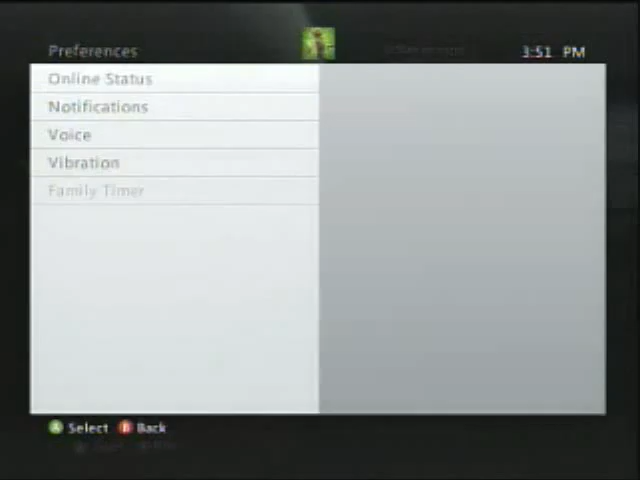 Preferences
3:51 PM
Online Status
Notifications
Voice
Vibration
Family Timer
A Select B Back